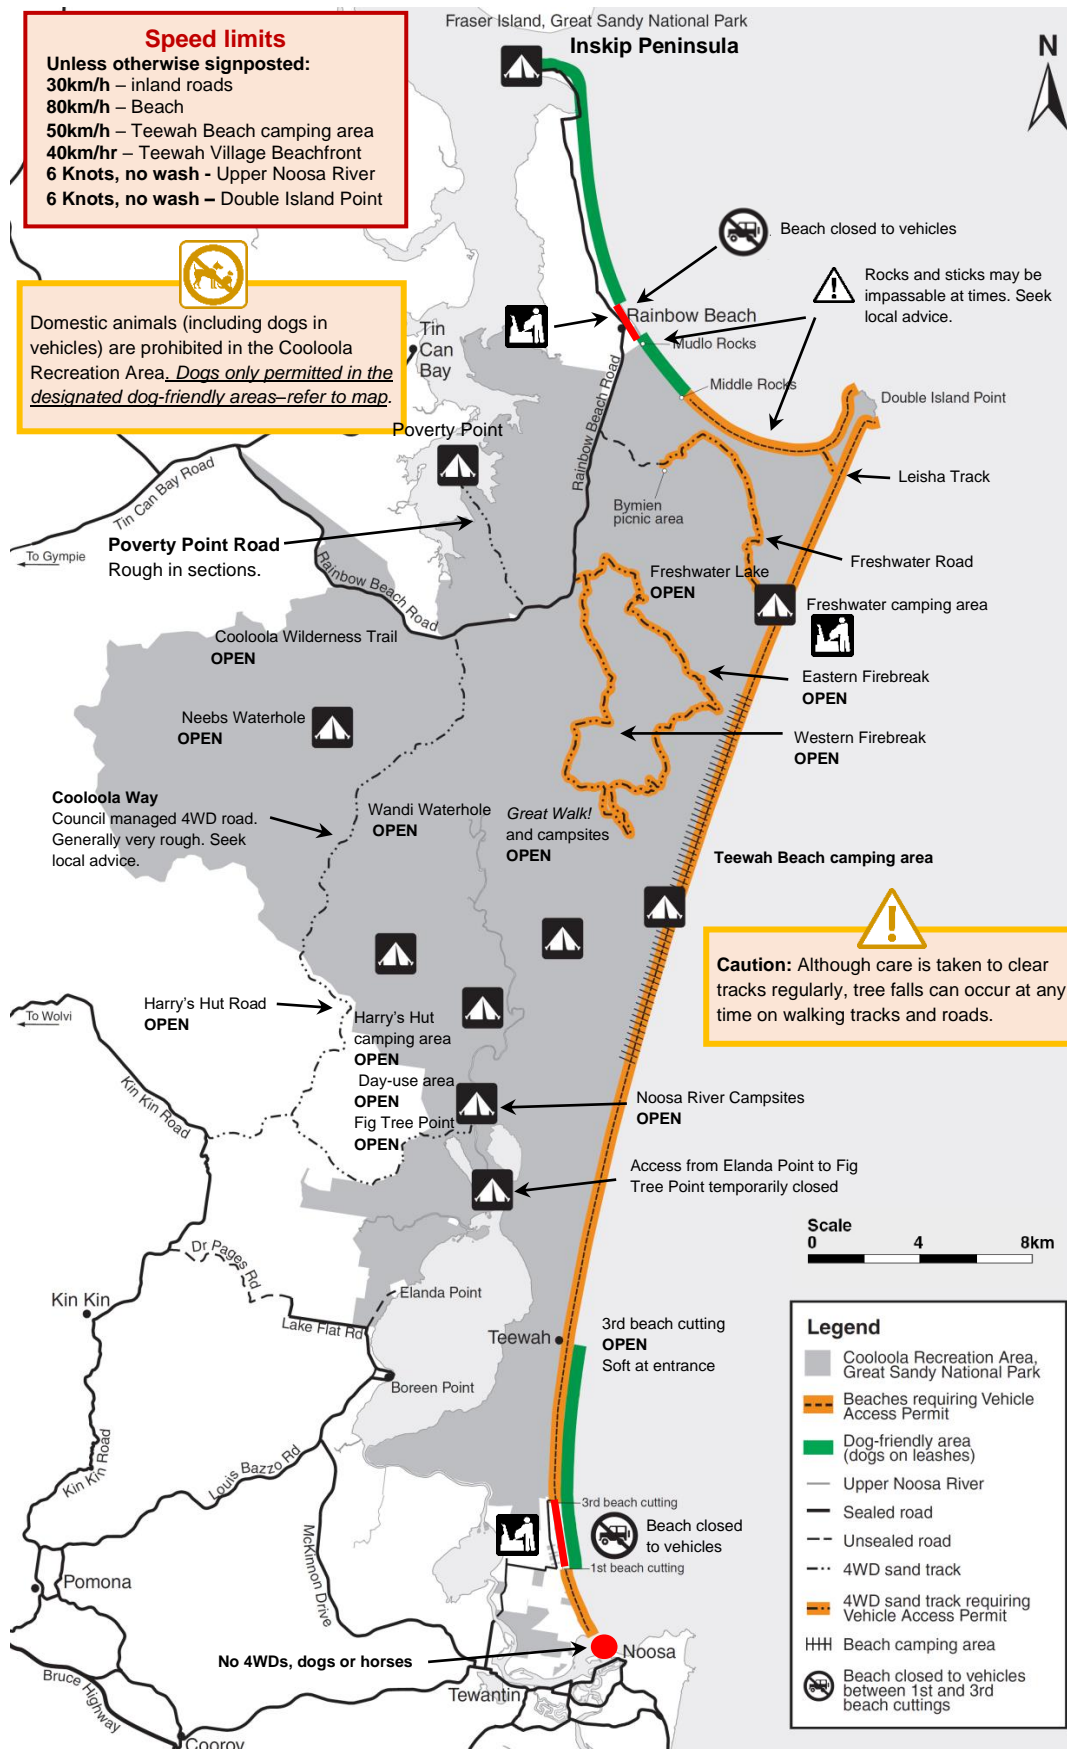 Fraser Island, Great Sandy National Park
Inskip Peninsula
N
Speed limits
Unless otherwise signposted:
30km/h – inland roads
80km/h – Beach
50km/h – Teewah Beach camping area
40km/hr – Teewah Village Beachfront
6 Knots, no wash - Upper Noosa River
6 Knots, no wash – Double Island Point
Beach closed to vehicles
Rocks and sticks may be
impassable at times. Seek
local advice.
Domestic animals (including dogs in
vehicles) are prohibited in the Cooloola
Recreation Area. Dogs only permitted in the
designated dog-friendly areas–refer to map.
Tin
Can
Bay
Rainbow Beach
Mudlo Rocks
Middle Rocks
Double Island Point
Rainbow Beach Road
Poverty Point
Tin Can Bay Road
Leisha Track
Bymien
picnic area
Poverty Point Road
Rough in sections.
To Gympie
Rainbow Beach Road
Freshwater Road
Freshwater Lake
OPEN
Freshwater camping area
Cooloola Wilderness Trail
OPEN
Eastern Firebreak
OPEN
Neebs Waterhole
OPEN
Western Firebreak
OPEN
Cooloola Way
Council managed 4WD road.
Generally very rough. Seek
local advice.
Wandi Waterhole
OPEN
Great Walk!
and campsites
OPEN
Teewah Beach camping area
Caution: Although care is taken to clear
tracks regularly, tree falls can occur at any
time on walking tracks and roads.
Harry's Hut Road
OPEN
To Wolvi
Harry's Hut
camping area
OPEN
Day-use area
OPEN
Fig Tree Point
OPEN
Kin Kin Road
Noosa River Campsites
OPEN
Access from Elanda Point to Fig
Tree Point temporarily closed
Scale
0 4 8km
Dr Pages Rd
Kin Kin
Elanda Point
Lake Flat Rd
Teewah
3rd beach cutting
OPEN
Soft at entrance
Boreen Point
Kin Kin Road
Louis Bazzo Rd
McKinnon Drive
3rd beach cutting
Beach closed
to vehicles
1st beach cutting
Pomona
No 4WDs, dogs or horses
Noosa
Tewantin
Bruce Highway
Cooroy
Legend
Cooloola Recreation Area,
Great Sandy National Park
Beaches requiring Vehicle
Access Permit
Dog-friendly area
(dogs on leashes)
Upper Noosa River
Sealed road
Unsealed road
4WD sand track
4WD sand track requiring
Vehicle Access Permit
Beach camping area
Beach closed to vehicles
between 1st and 3rd
beach cuttings